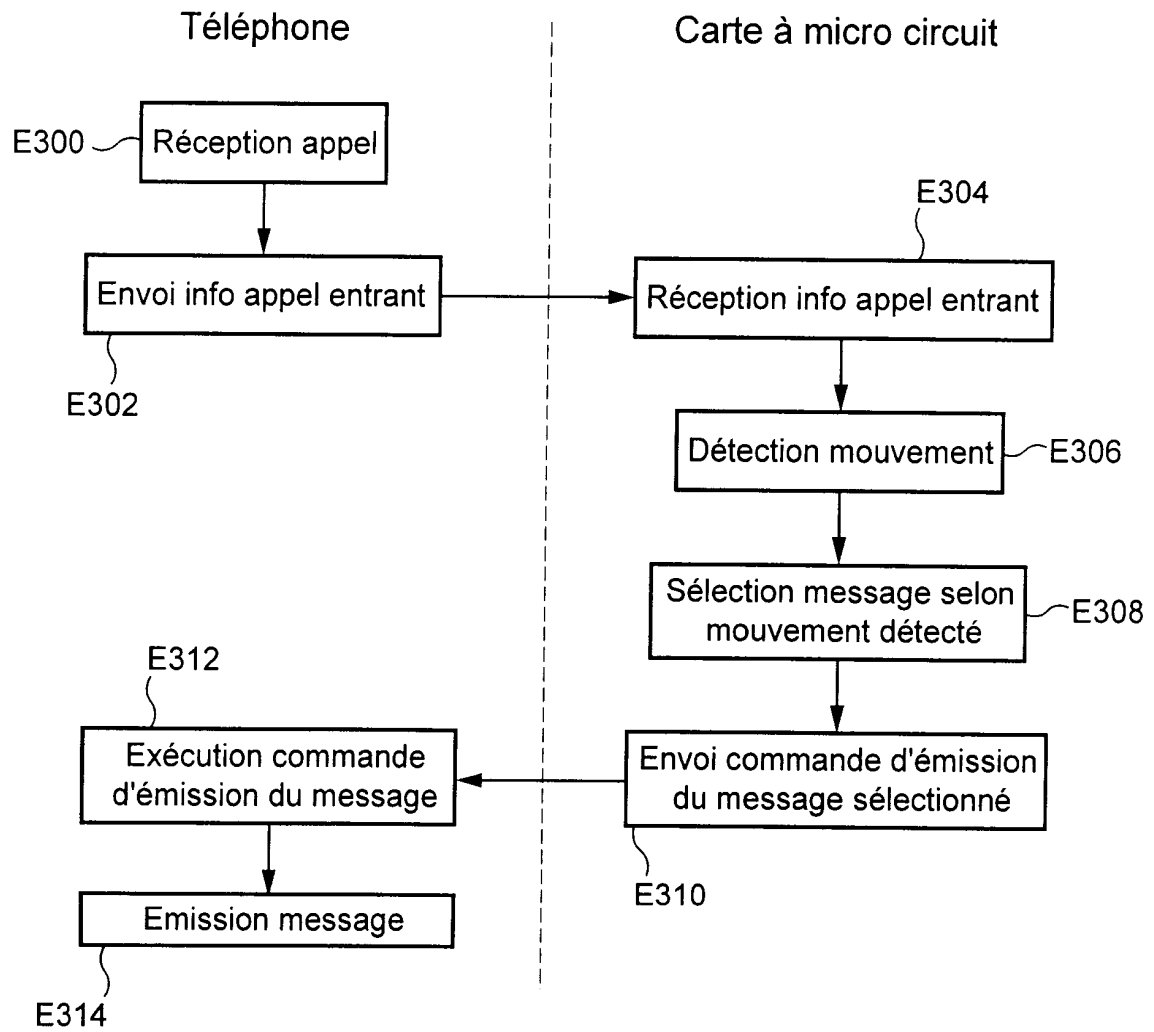 Téléphone
Carte à micro circuit
E300
Réception appel
E304
Envoi info appel entrant
Réception info appel entrant
E302
Détection mouvement
E306
Sélection message selon
mouvement détecté
E308
E312
Exécution commande
d'émission du message
Envoi commande d'émission
du message sélectionné
E310
Emission message
E314